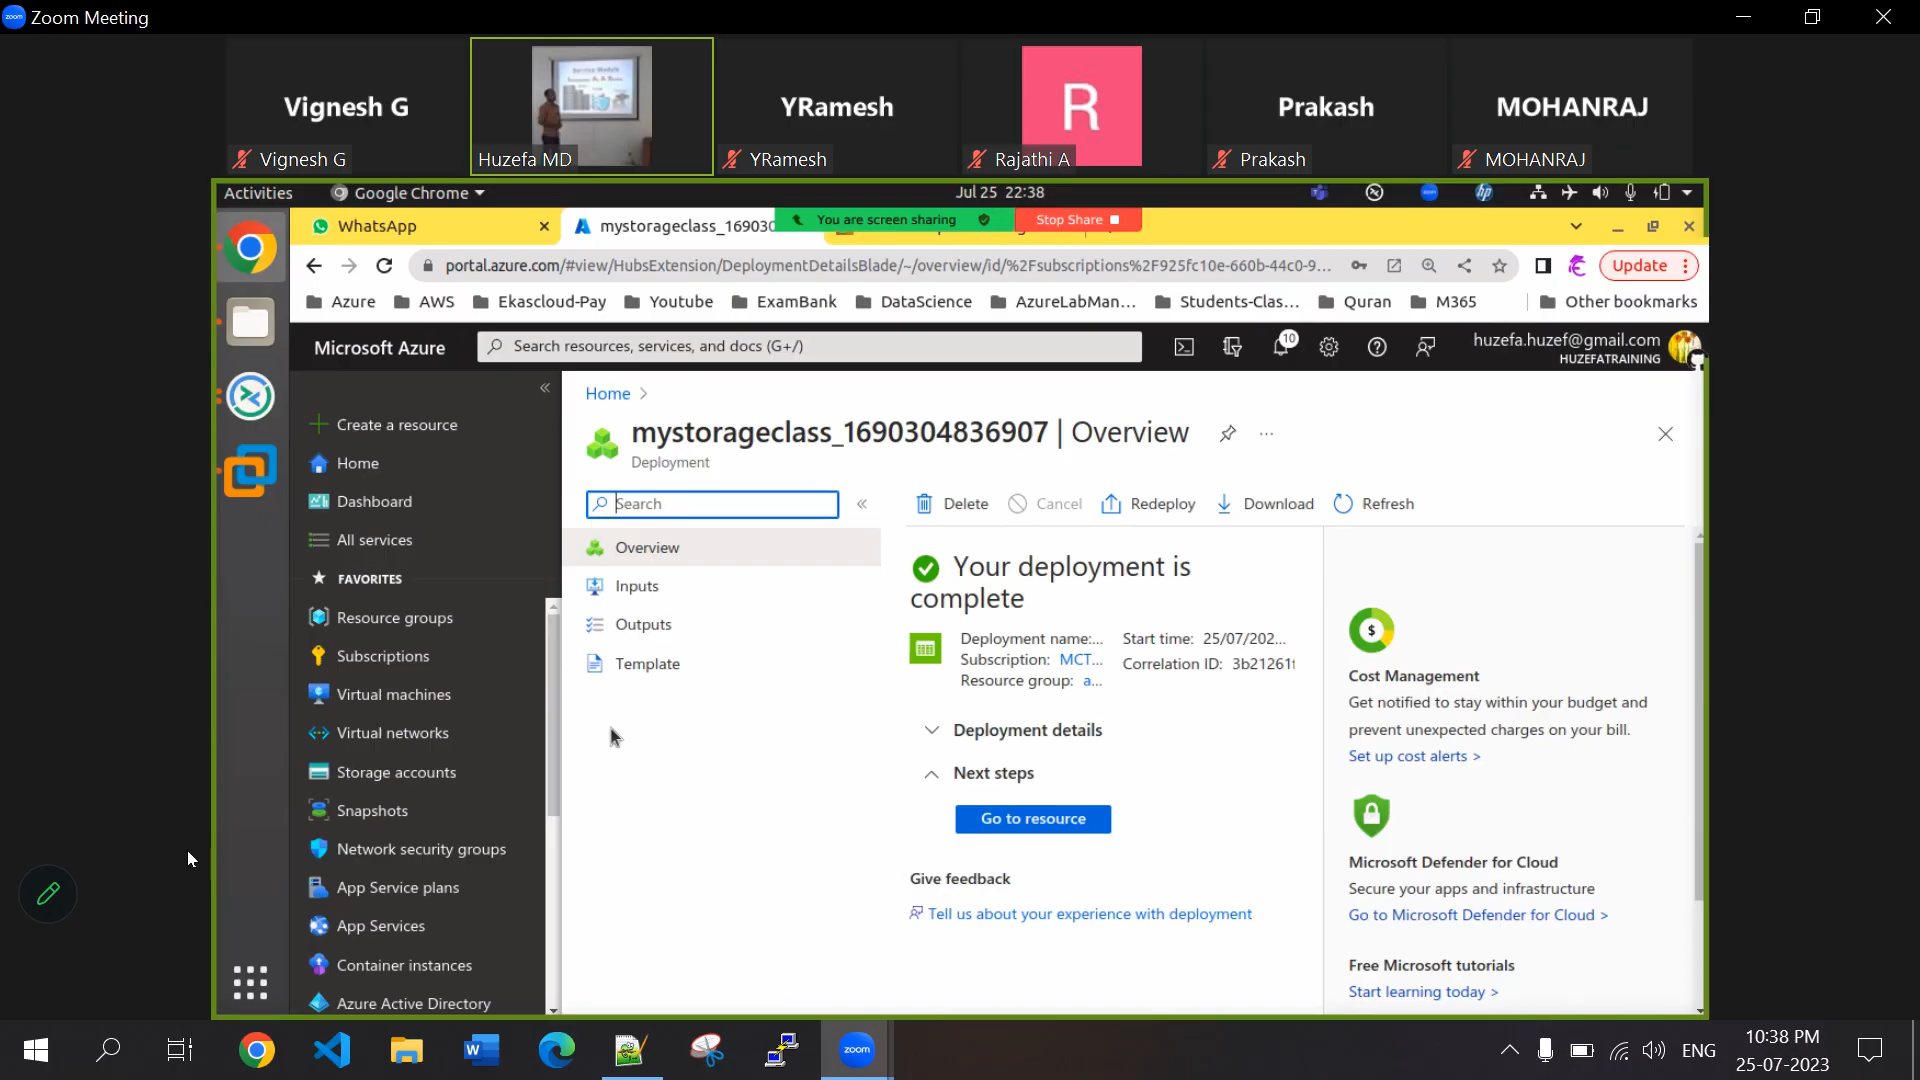 Zoom Meeting
Vignesh G
Vignesh G
Huzefa MD
YRamesh
YRamesh
R
Rajathi A
Prakash
Prakash
MOHANRAJ
MOHANRAJ
Activities
Google Chrome
Jul 25 22:38
WhatsApp
mystorageclass_16903
You are screen sharing
Stop Share
portal.azure.com/#view/HubsExtension/DeploymentDetailsBlade/~/overview/id/%2Fsubscriptions%2F925fc10e-660b-44c0-9...
Update
Azure
AWS
Ekascloud-Pay
Youtube
ExamBank
DataScience
AzureLabMan...
Students-Clas...
Quran
M365
Other bookmarks
Microsoft Azure
Search resources, services, and docs (G+/)
10
huzefa.huzef@gmail.com
HUZEFATRAINING
Create a resource
Home
Dashboard
All services
FAVORITES
Resource groups
Subscriptions
Virtual machines
Virtual networks
Storage accounts
Snapshots
Network security groups
App Service plans
App Services
Container instances
Azure Active Directory
Home >
mystorageclass_1690304836907 | Overview
...
Deployment
Search
Overview
Inputs
Outputs
Template
Delete
Cancel
Redeploy
Download
Refresh
Your deployment is
complete
Deployment name:...
Subscription: MCT...
Resource group: a...
Start time: 25/07/202...
Correlation ID: 3b21261f
Deployment details
Next steps
Go to resource
Give feedback
Tell us about your experience with deployment
Cost Management
Get notified to stay within your budget and
prevent unexpected charges on your bill.
Set up cost alerts >
Microsoft Defender for Cloud
Secure your apps and infrastructure
Go to Microsoft Defender for Cloud >
Free Microsoft tutorials
Start learning today >
zoom
ENG
10:38 PM
25-07-2023